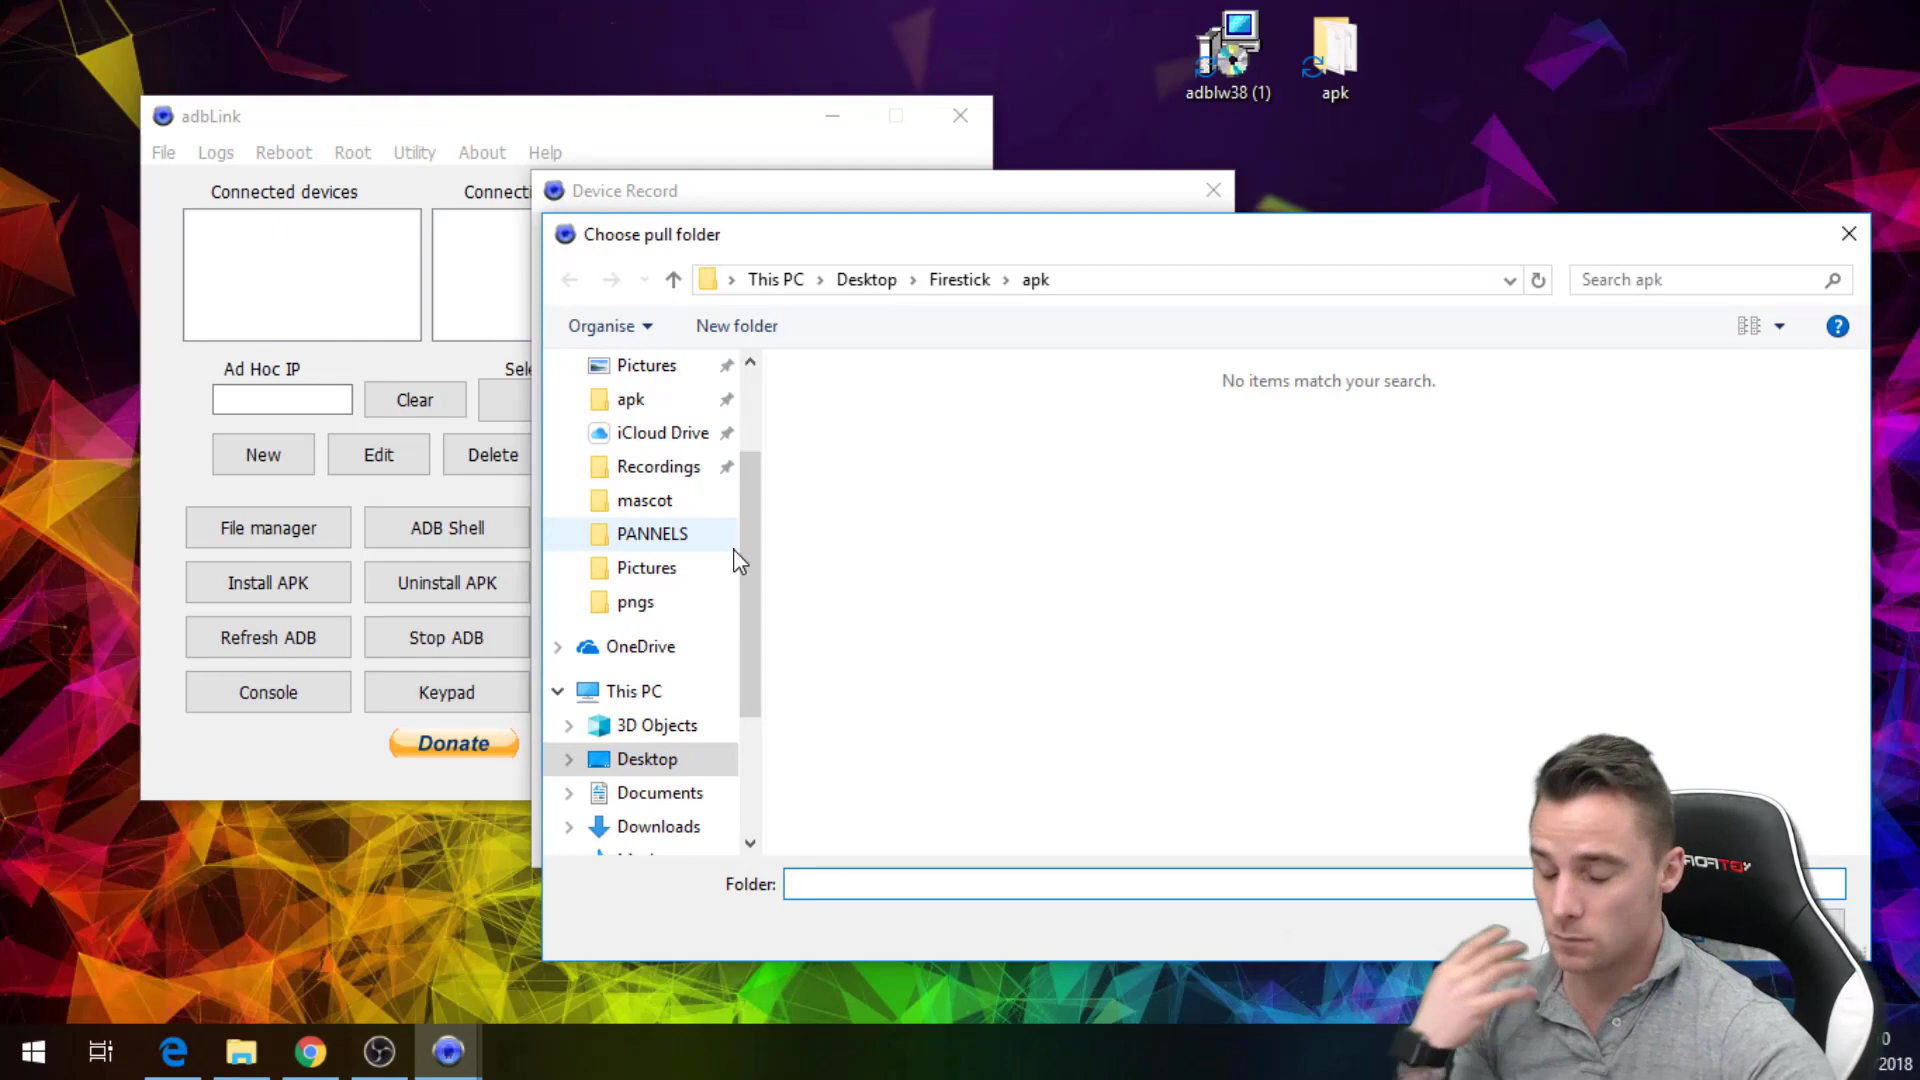 adblw38 (1)
apk
adbLink
File Logs Reboot Root Utility About Help
Connected devices
Connecti
Device Record
Choose pull folder
This PC > Desktop > Firestick > apk
Search apk
Organise
New folder
?
Pictures
apk
iCloud Drive
Recordings
mascot
PANNELS
Pictures
pngs
OneDrive
This PC
3D Objects
Desktop
Documents
Downloads
No items match your search.
Folder:
Ad Hoc IP
Sele
Clear
New
Edit
Delete
File manager
ADB Shell
Install APK
Uninstall APK
Refresh ADB
Stop ADB
Console
Keypad
Donate
0
2018